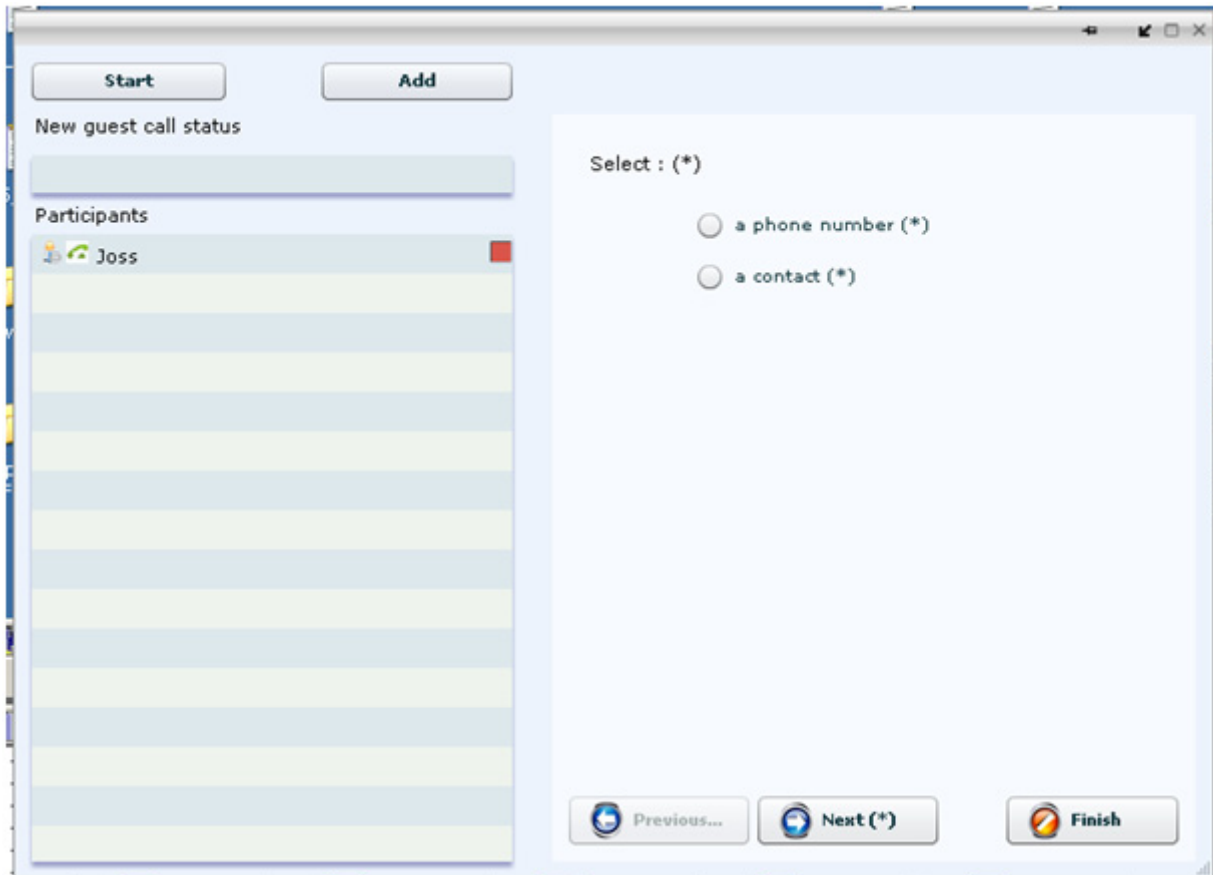 Start
Add
New guest call status
Participants
Joss
Select : (*)
a phone number (*)
a contact (*)
Previous...
Next (*)
Finish